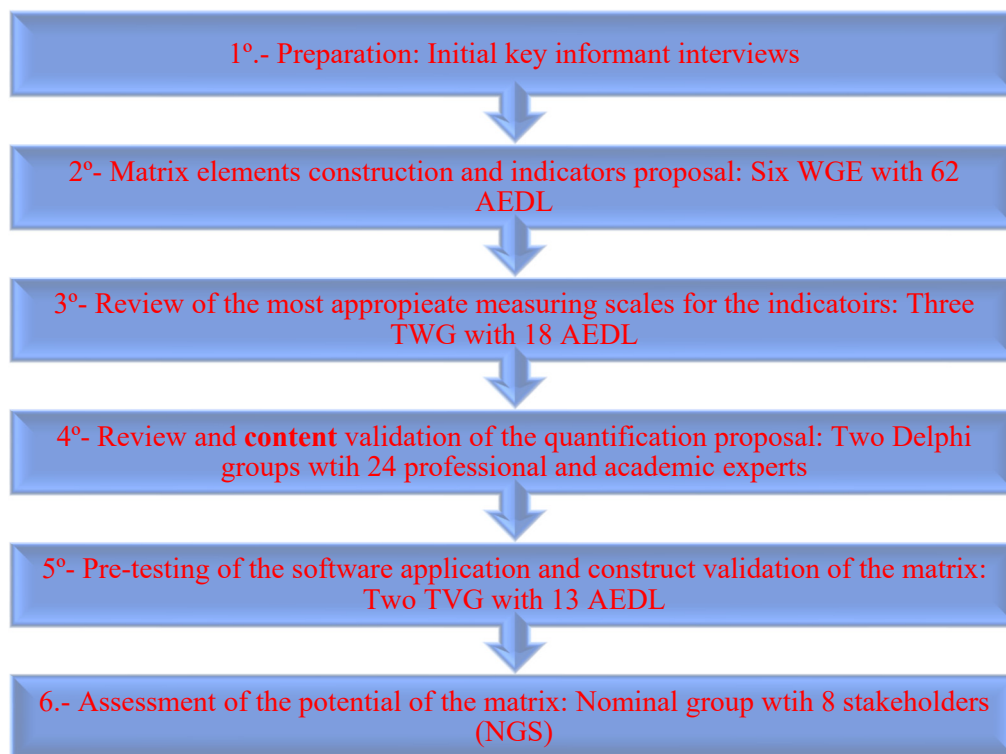 1º.- Preparation: Initial key informant interviews
2º- Matrix elements construction and indicators proposal: Six WGE with 62
AEDL
3º- Review of the most appropieate measuring scales for the indicatoirs: Three
TWG with 18 AEDL
4º- Review and content validation of the quantification proposal: Two Delphi
groups wtih 24 professional and academic experts
5º- Pre-testing of the software application and construct validation of the matrix:
Two TVG with 13 AEDL
6.- Assessment of the potential of the matrix: Nominal group wtih 8 stakeholders
(NGS)